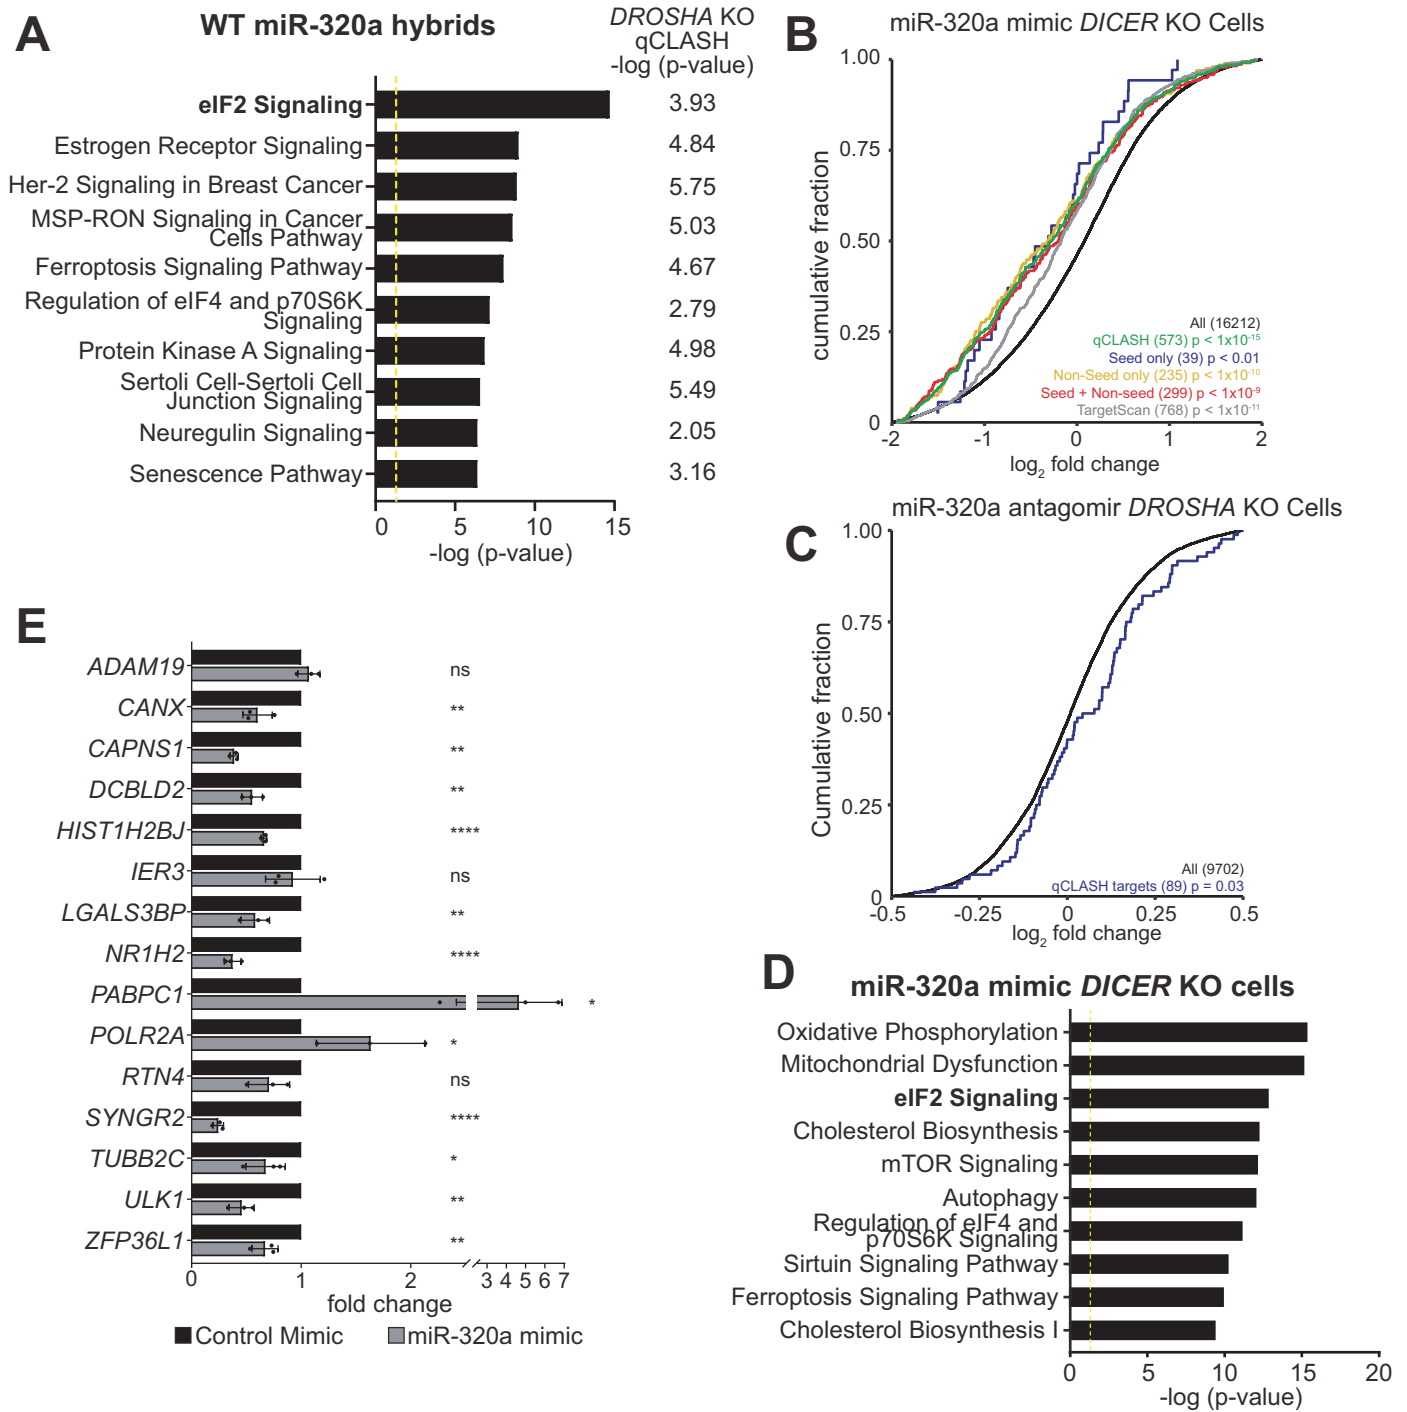 A
WT miR-320a hybrids
DROSHA KO
qCLASH
-log (p-value)
eIF2 Signaling
3.93
Estrogen Receptor Signaling
4.84
Her-2 Signaling in Breast Cancer
5.75
MSP-RON Signaling in Cancer
Cells Pathway
5.03
Ferroptosis Signaling Pathway
4.67
Regulation of eIF4 and p70S6K
Signaling
2.79
Protein Kinase A Signaling
4.98
Sertoli Cell-Sertoli Cell
Junction Signaling
5.49
Neuregulin Signaling
2.05
Senescence Pathway
3.16
0 5 10 15
-log (p-value)
B
miR-320a mimic DICER KO Cells
cumulative fraction
1.00
0.75
0.50
0.25
0
All (16212)
qCLASH (573) p < 1x10⁻¹⁵
Seed only (39) p < 0.01
Non-Seed only (235) p < 1x10⁻¹⁰
Seed + Non-seed (299) p < 1x10⁻⁹
TargetScan (768) p < 1x10⁻¹¹
-2 -1 0 1 2
log₂ fold change
C
miR-320a antagomir DROSHA KO Cells
Cumulative fraction
1.00
0.75
0.50
0.25
0
All (9702)
qCLASH targets (89) p = 0.03
-0.5 -0.25 0 0.25 0.5
log₂ fold change
D
miR-320a mimic DICER KO cells
Oxidative Phosphorylation
Mitochondrial Dysfunction
eIF2 Signaling
Cholesterol Biosynthesis
mTOR Signaling
Autophagy
Regulation of eIF4 and
p70S6K Signaling
Sirtuin Signaling Pathway
Ferroptosis Signaling Pathway
Cholesterol Biosynthesis I
0 5 10 15 20
-log (p-value)
E
ADAM19 ns
CANX **
CAPNS1 **
DCBLD2 **
HIST1H2BJ ****
IER3 ns
LGALS3BP **
NR1H2 ****
PABPC1 *
POLR2A *
RTN4 ns
SYNGR2 ****
TUBB2C *
ULK1 **
ZFP36L1 **
0 1 2 3 4 5 6 7
fold change
Control Mimic miR-320a mimic